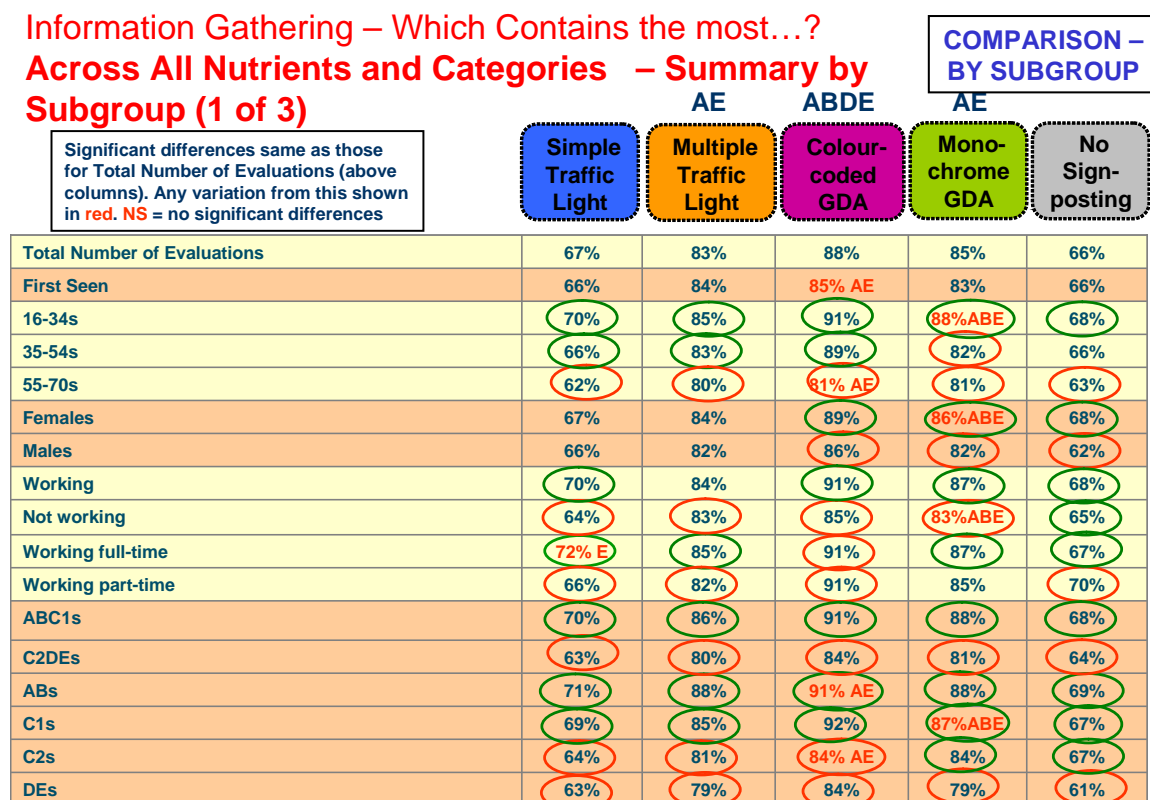 Information Gathering – Which Contains the most…?
Across All Nutrients and Categories – Summary by
Subgroup (1 of 3)
COMPARISON –
BY SUBGROUP
Significant differences same as those
for Total Number of Evaluations (above
columns). Any variation from this shown
in red. NS = no significant differences
AE ABDE AE
Simple
Traffic
Light
Multiple
Traffic
Light
Colour-
coded
GDA
Mono-
chrome
GDA
No
Sign-
posting
Total Number of Evaluations 67% 83% 88% 85% 66%
First Seen 66% 84% 85% AE 83% 66%
16-34s 70% 85% 91% 88%ABE 68%
35-54s 66% 83% 89% 82% 66%
55-70s 62% 80% 81% AE 81% 63%
Females 67% 84% 89% 86%ABE 68%
Males 66% 82% 86% 82% 62%
Working 70% 84% 91% 87% 68%
Not working 64% 83% 85% 83%ABE 65%
Working full-time 72% E 85% 91% 87% 67%
Working part-time 66% 82% 91% 85% 70%
ABC1s 70% 86% 91% 88% 68%
C2DEs 63% 80% 84% 81% 64%
ABs 71% 88% 91% AE 88% 69%
C1s 69% 85% 92% 87%ABE 67%
C2s 64% 81% 84% AE 84% 67%
DEs 63% 79% 84% 79% 61%